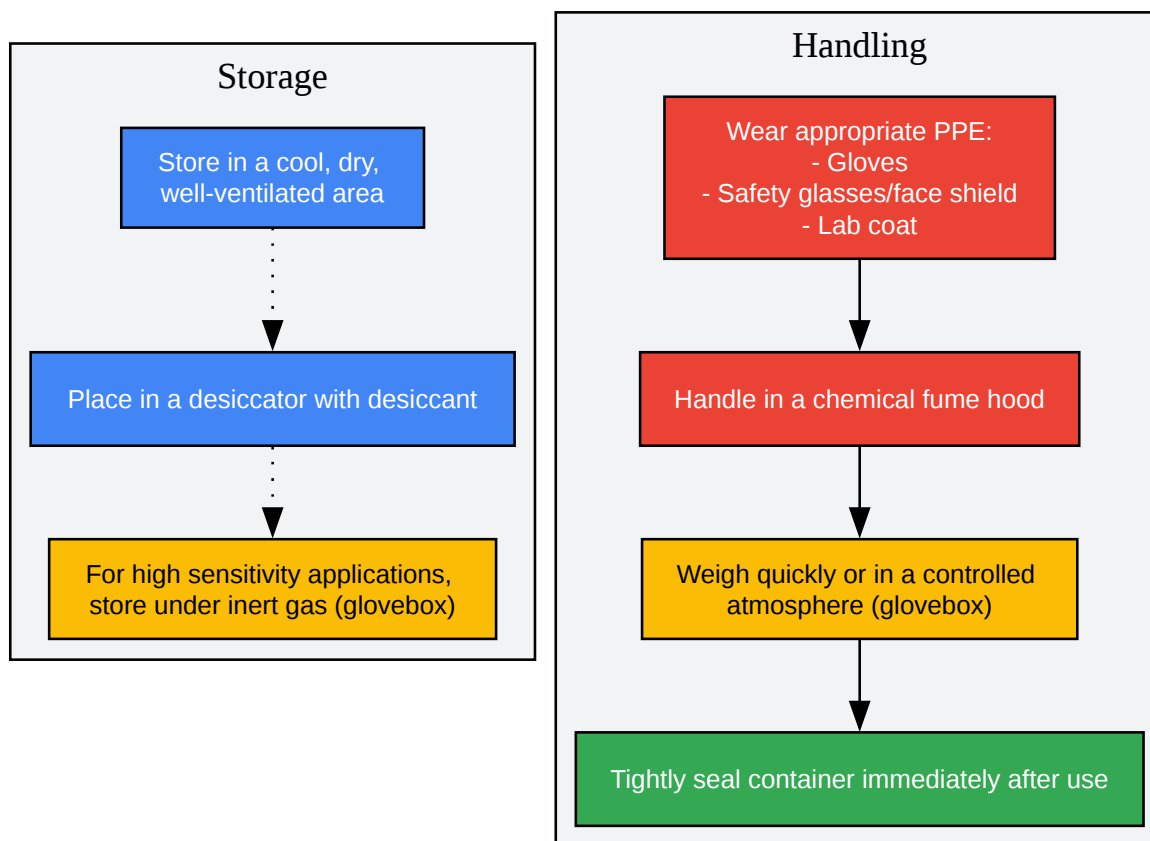 Storage
Store in a cool, dry,
well-ventilated area
Place in a desiccator with desiccant
For high sensitivity applications,
store under inert gas (glovebox)
Handling
Wear appropriate PPE:
- Gloves
- Safety glasses/face shield
- Lab coat
Handle in a chemical fume hood
Weigh quickly or in a controlled
atmosphere (glovebox)
Tightly seal container immediately after use